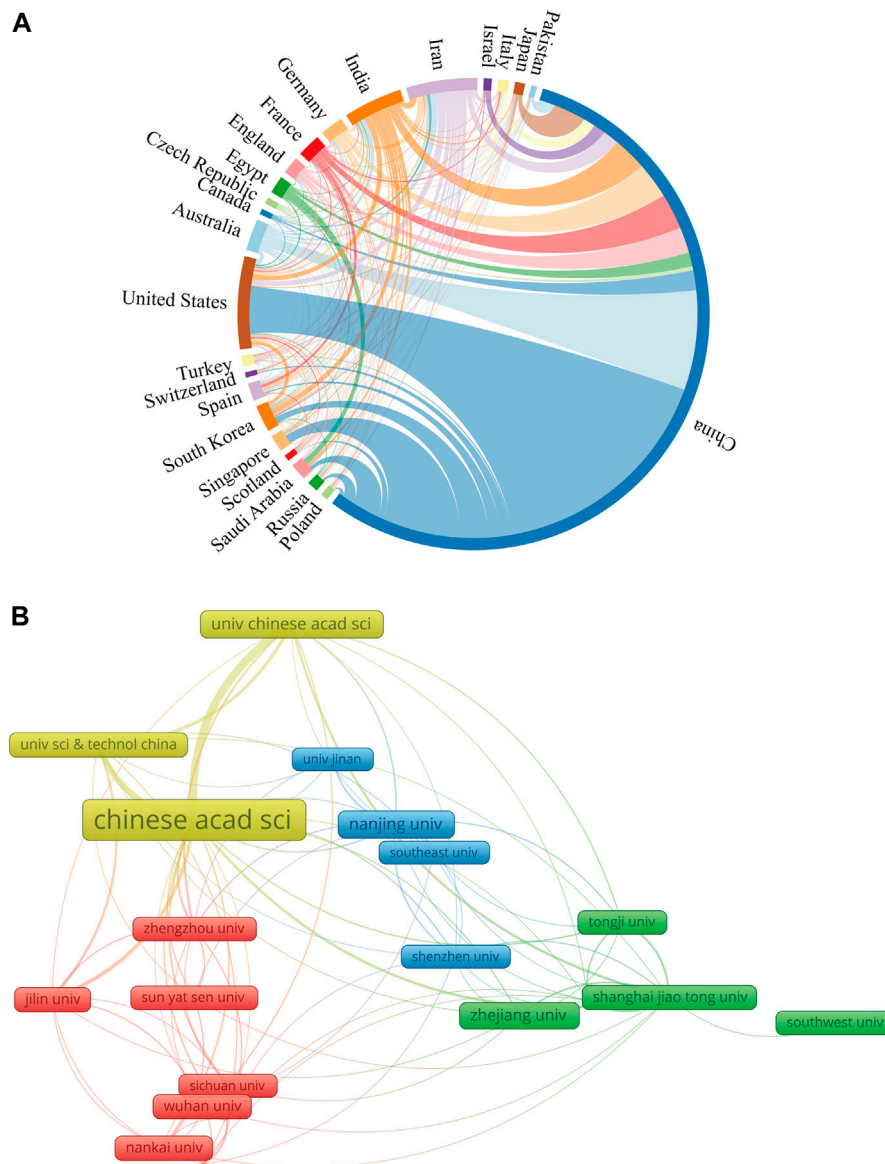 A
Pakistan
Japan
Italy
Israel
Iran
India
Germany
France
England
Egypt
Czech Republic
Canada
Australia
United States
Turkey
Switzerland
Spain
South Korea
Singapore
Scotland
Saudi Arabia
Russia
Poland
China
B
univ chinese acad sci
univ sci & technol china
univ jinan
chinese acad sci
nanjing univ
southeast univ
zhengzhou univ
tongji univ
shenzhen univ
jilin univ
sun yat sen univ
shanghai jiao tong univ
zhejiang univ
southwest univ
sichuan univ
wuhan univ
nankai univ